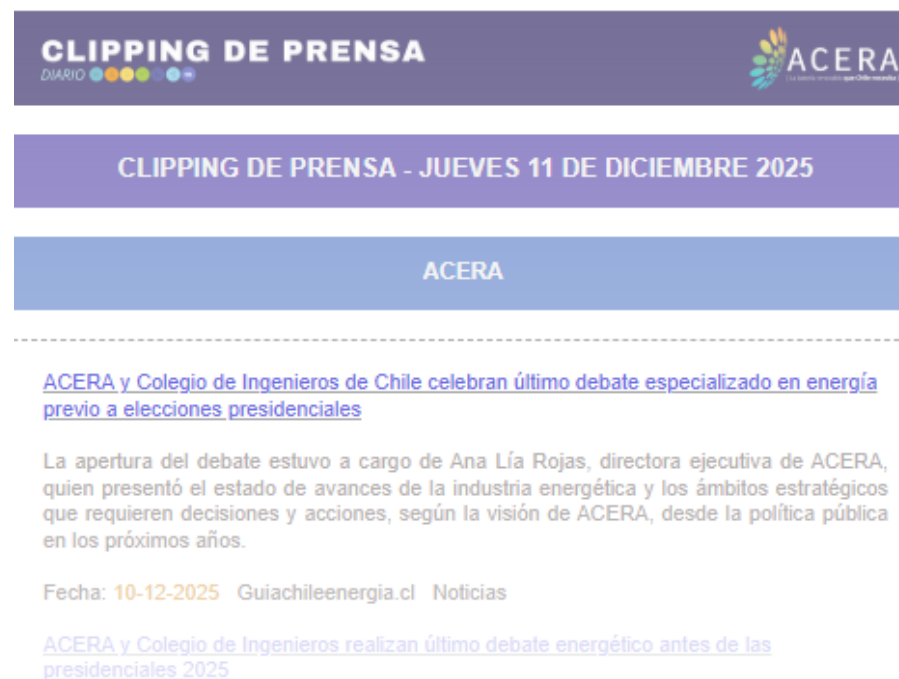 CLIPPING DE PRENSA
DIARIO
ACERA
CLIPPING DE PRENSA - JUEVES 11 DE DICIEMBRE 2025
ACERA
ACERA y Colegio de Ingenieros de Chile celebran último debate especializado en energía
previo a elecciones presidenciales
La apertura del debate estuvo a cargo de Ana Lía Rojas, directora ejecutiva de ACERA,
quien presentó el estado de avances de la industria energética y los ámbitos estratégicos
que requieren decisiones y acciones, según la visión de ACERA, desde la política pública
en los próximos años.
Fecha: 10-12-2025 Guiachileenergia.cl Noticias
ACERA y Colegio de Ingenieros realizan último debate energético antes de las
presidenciales 2025